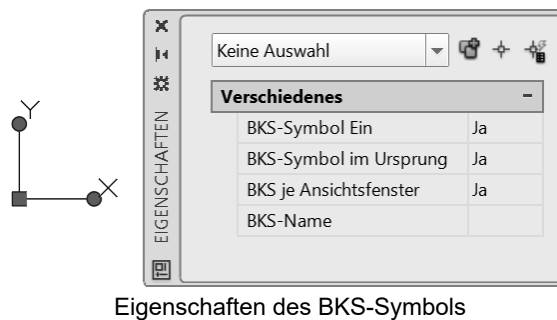 Y
X
EIGENSCHAFTEN
Keine Auswahl
Verschiedenes
BKS-Symbol Ein Ja
BKS-Symbol im Ursprung Ja
BKS je Ansichtsfenster Ja
BKS-Name
Eigenschaften des BKS-Symbols